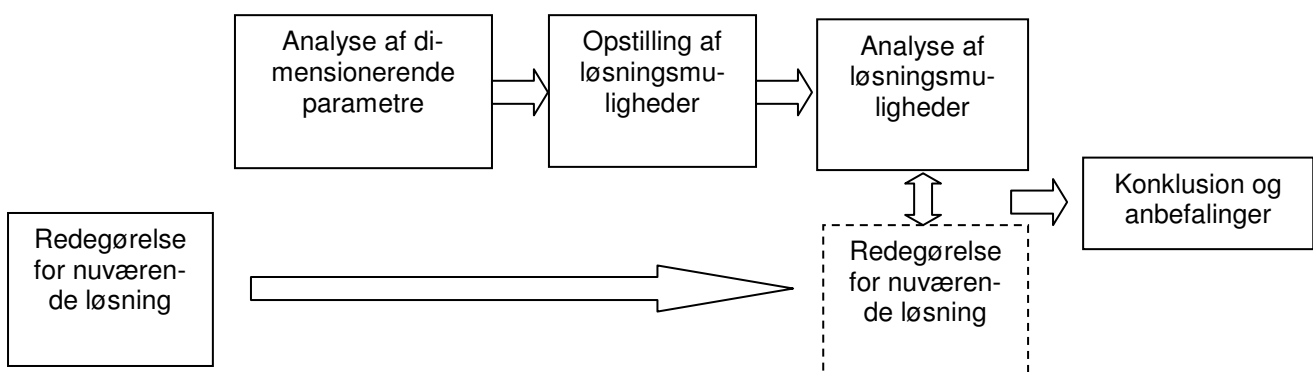 Analyse af di-
mensionerende
parametre
Opstilling af
løsningsmu-
ligheder
Analyse af
løsningsmu-
ligheder
Konklusion og
anbefalinger
Redegørelse
for nuværen-
de løsning
Redegørelse
for nuværen-
de løsning